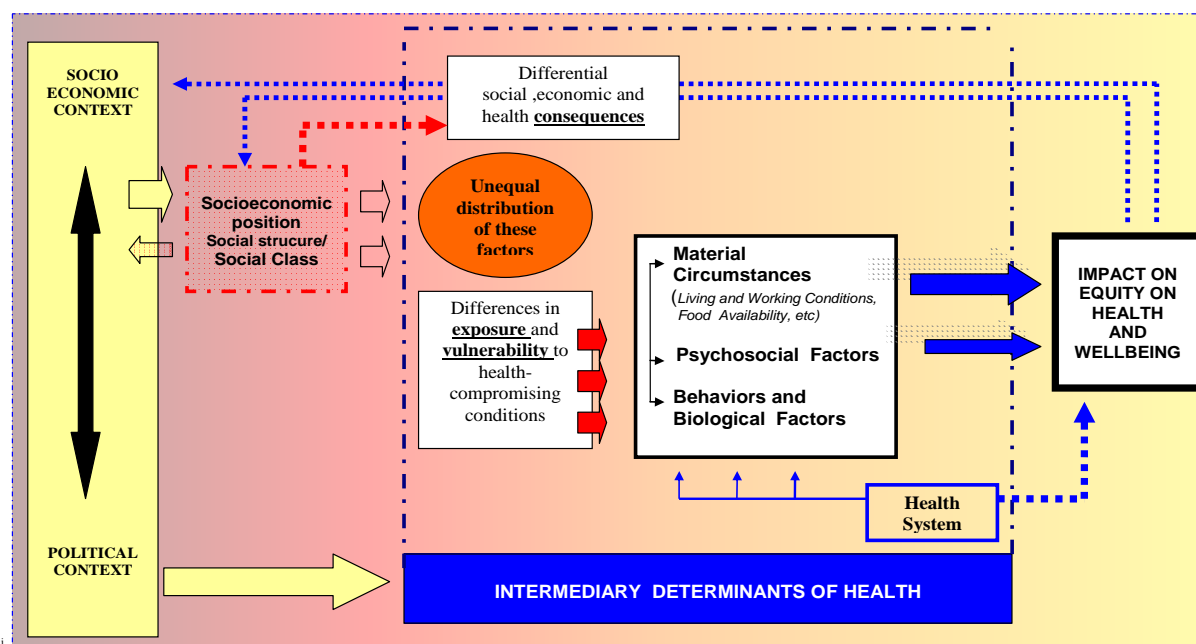 SOCIO
ECONOMIC
CONTEXT
POLITICAL
CONTEXT
Socioeconomic
position
Social strucure/
Social Class
Differential
social ,economic and
health consequences
Unequal
distribution
of these
factors
Differences in
exposure and
vulnerability to
health-
compromising
conditions
Material
Circumstances
(Living and Working Conditions,
Food Availability, etc)
Psychosocial Factors
Behaviors and
Biological Factors
Health
System
IMPACT ON
EQUITY ON
HEALTH
AND
WELLBEING
INTERMEDIARY DETERMINANTS OF HEALTH
i